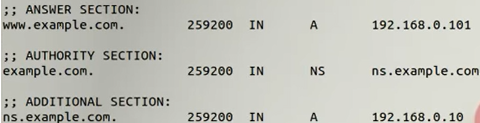 ;; ANSWER SECTION:
www.example.com. 259200 IN A 192.168.0.101
;; AUTHORITY SECTION:
example.com. 259200 IN NS ns.example.com
;; ADDITIONAL SECTION:
ns.example.com. 259200 IN A 192.168.0.10